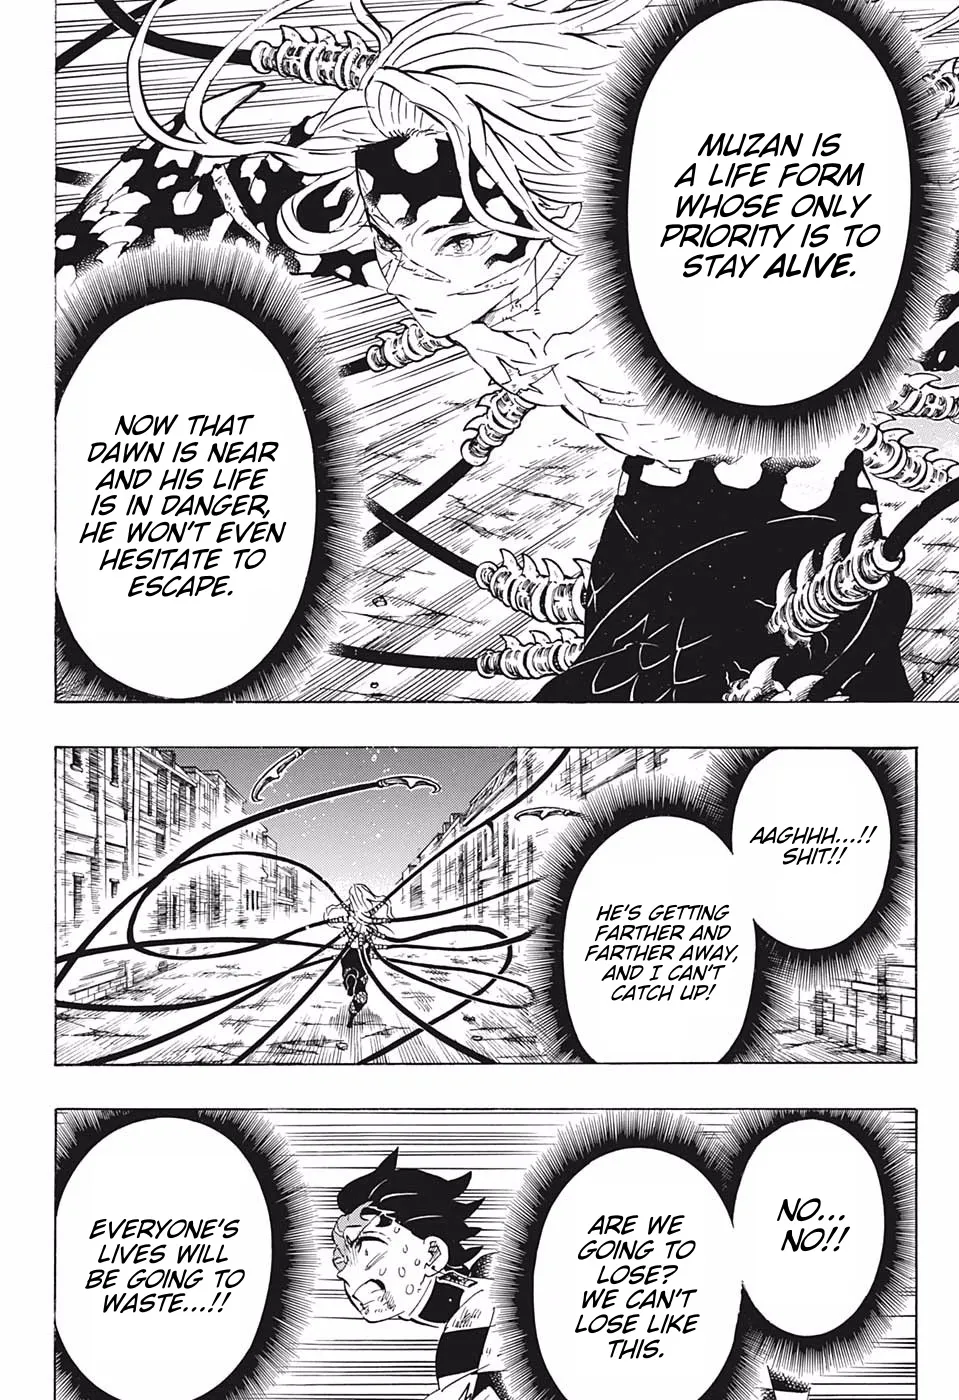 MUZAN IS
A LIFE FORM
WHOSE ONLY
PRIORITY IS TO
STAY ALIVE.
NOW THAT
DAWN IS NEAR
AND HIS LIFE
IS IN DANGER,
HE WON'T EVEN
HESITATE TO
ESCAPE.
AAGHHH...!!
SHIT!!
HE'S GETTING
FARTHER AND
FARTHER AWAY,
AND I CAN'T
CATCH UP!
NO...
NO!!
ARE WE
GOING TO
LOSE?
WE CAN'T
LOSE LIKE
THIS.
EVERYONE'S
LIVES WILL
BE GOING TO
WASTE...!!